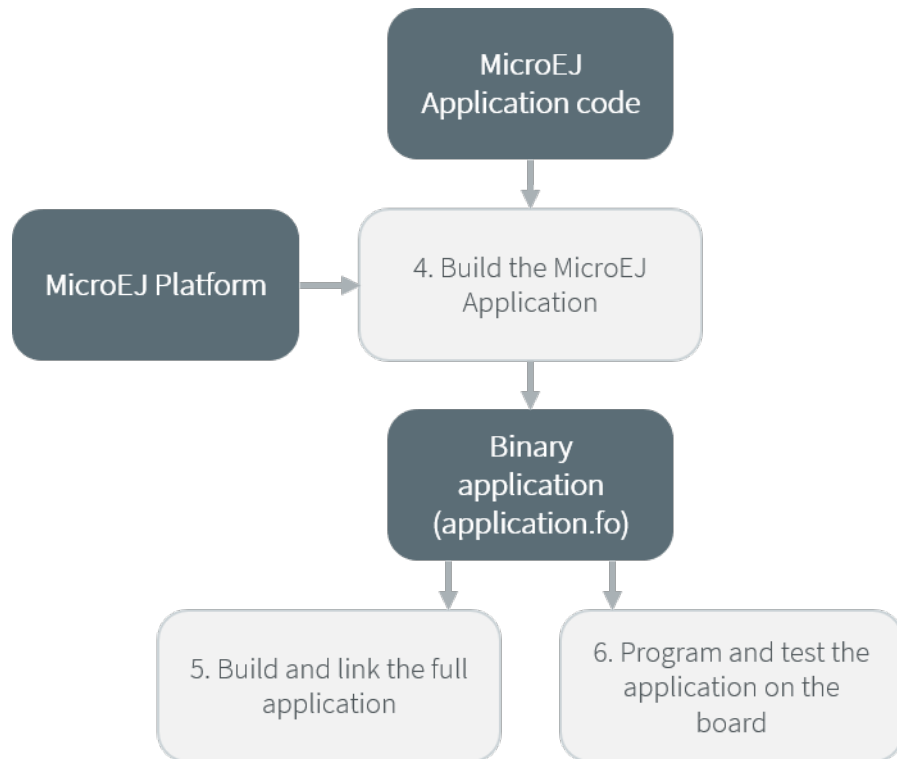 MicroEJ
Application code
MicroEJ Platform
4. Build the MicroEJ
Application
Binary
application
(application.fo)
5. Build and link the full
application
6. Program and test the
application on the
board